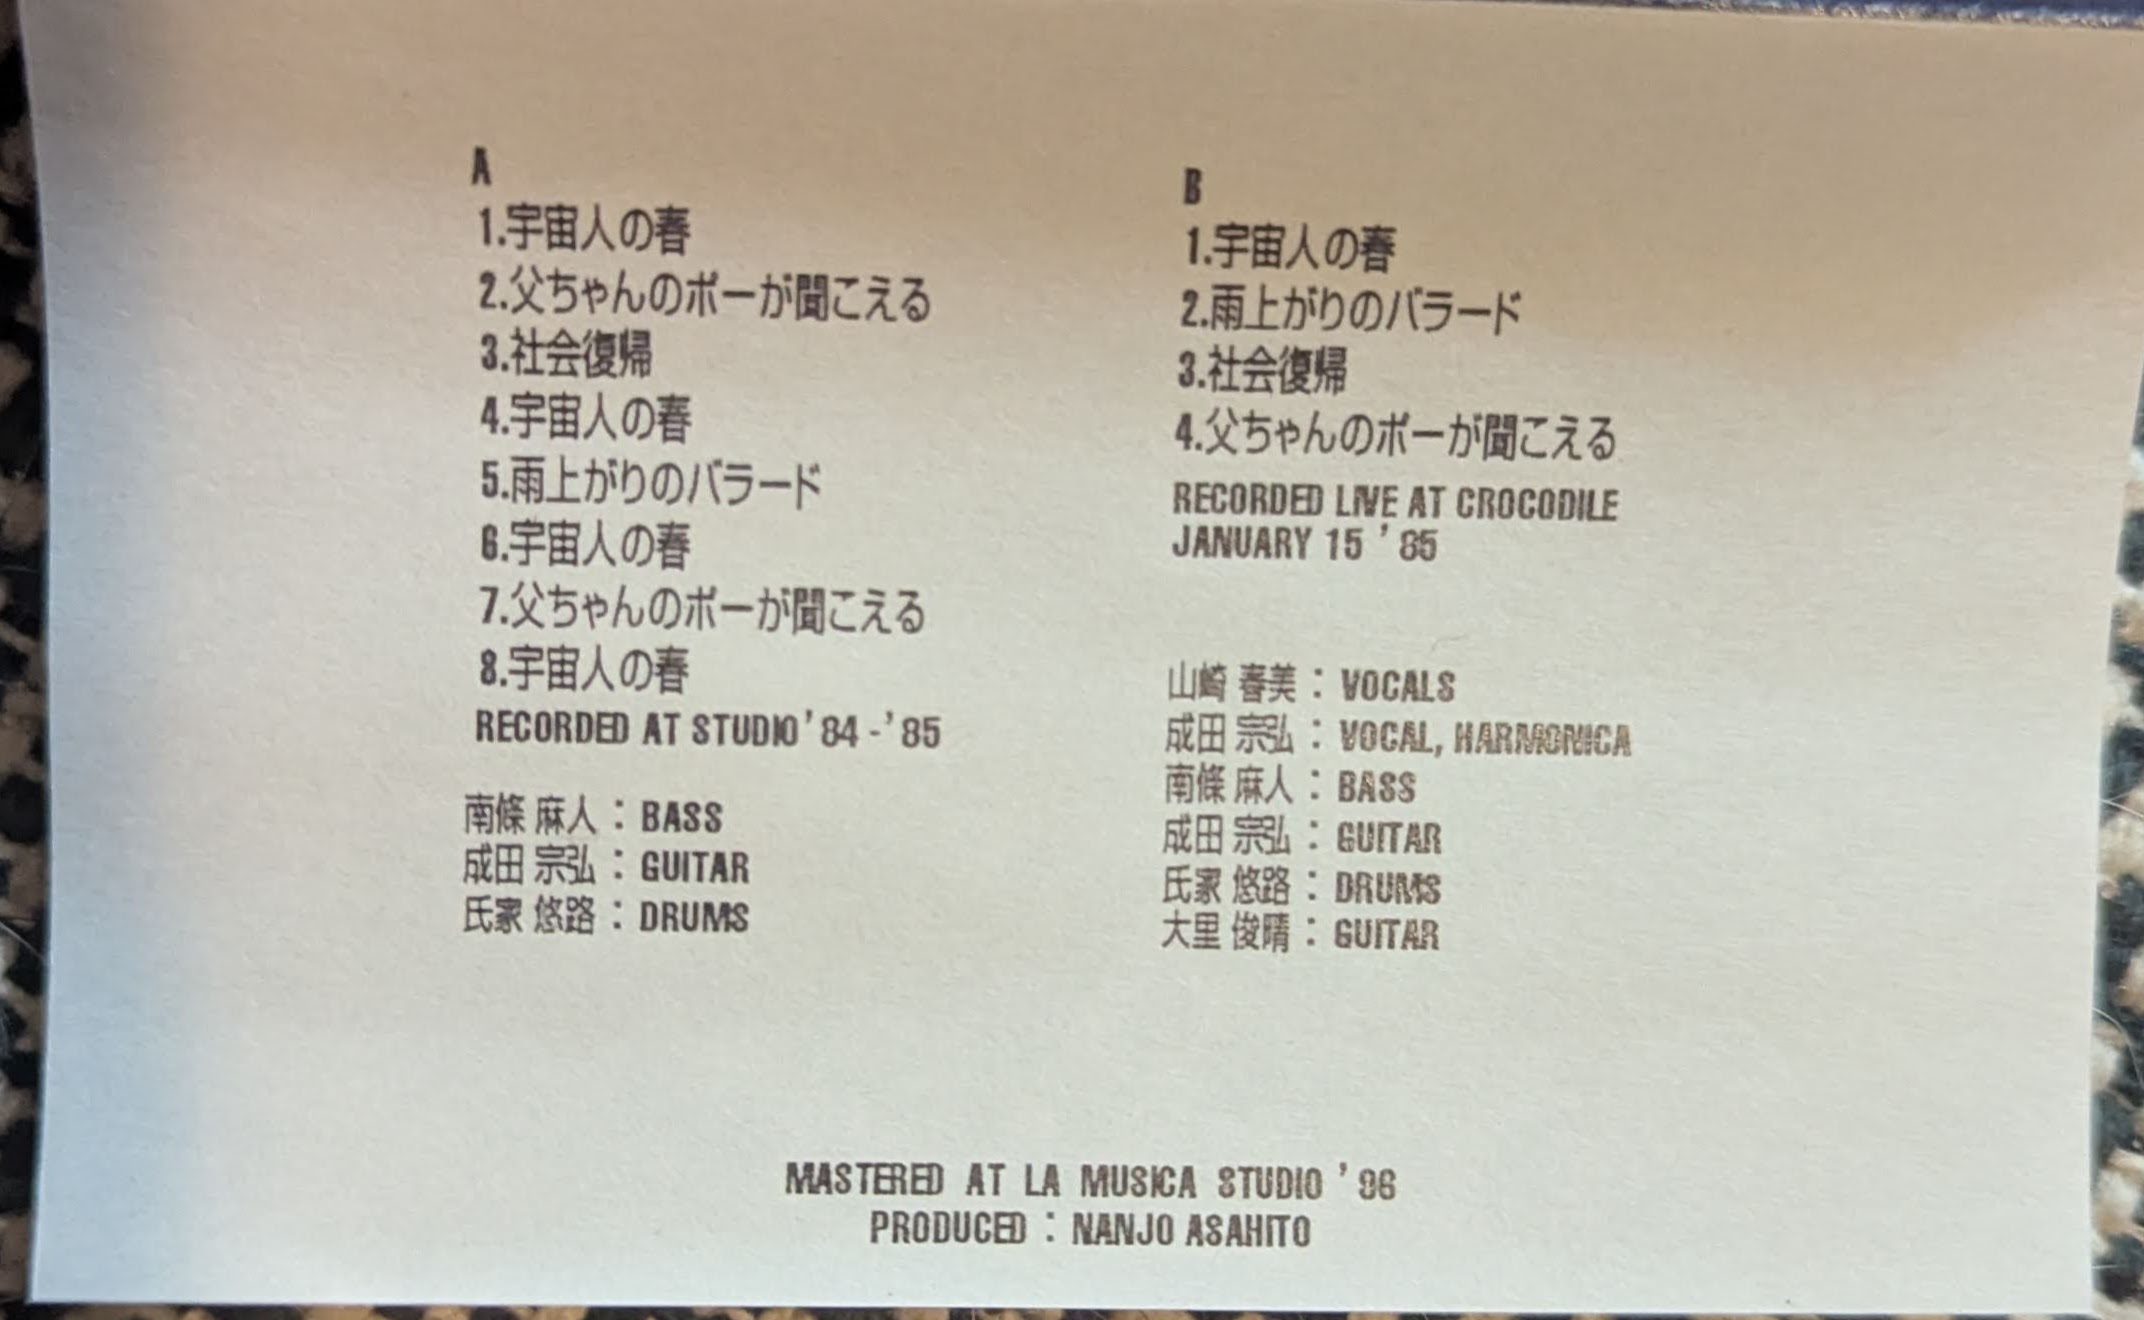 A
1.宇宙人の春
2.父ちゃんのポーが聞こえる
3.社会復帰
4.宇宙人の春
5.雨上がりのバラード
6.宇宙人の春
7.父ちゃんのポーが聞こえる
8.宇宙人の春
RECORDED AT STUDIO '84 -'85
南條 麻人 : BASS
成田 宗弘 : GUITAR
氏家 悠路 : DRUMS
B
1.宇宙人の春
2.雨上がりのバラード
3.社会復帰
4.父ちゃんのポーが聞こえる
RECORDED LIVE AT CROCODILE
JANUARY 15 '85
山崎 春美 : VOCALS
成田 宗弘 : VOCAL, HARMONICA
南條 麻人 : BASS
成田 宗弘 : GUITAR
氏家 悠路 : DRUMS
大里 俊晴 : GUITAR
MASTERED AT LA MUSICA STUDIO '96
PRODUCED : NANJO ASAHITO